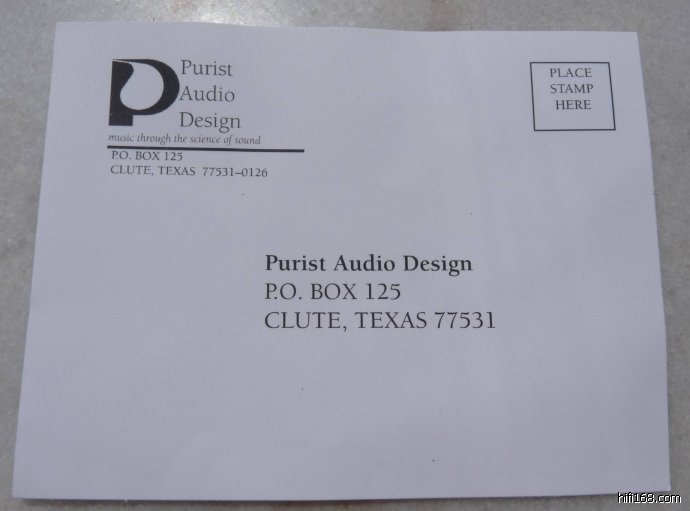 Purist
Audio
Design
music through the science of sound
P.O. BOX 125
CLUTE, TEXAS 77531–0126
PLACE
STAMP
HERE
Purist Audio Design
P.O. BOX 125
CLUTE, TEXAS 77531
hifi168.com